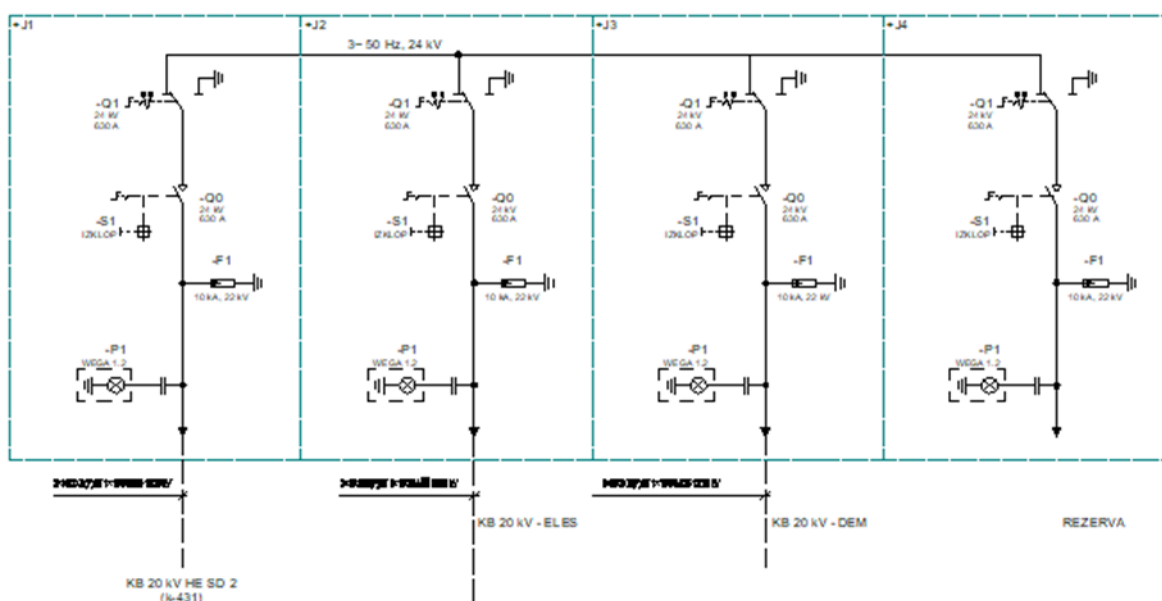 +J1
+J2
+J3
+J4
3~ 50 Hz, 24 kV
-Q1
24 kV
630 A
-Q1
24 kV
630 A
-Q1
24 kV
630 A
-Q1
24 kV
630 A
-Q0
24 kV
630 A
-Q0
24 kV
630 A
-Q0
24 kV
630 A
-Q0
24 kV
630 A
-S1
IZKLOP
-S1
IZKLOP
-S1
IZKLOP
-S1
IZKLOP
-F1
10 kA, 22 kV
-F1
10 kA, 22 kV
-F1
10 kA, 22 kV
-F1
10 kA, 22 kV
-P1
WEGA 1.2
-P1
WEGA 1.2
-P1
WEGA 1.2
-P1
WEGA 1.2
KB 20 kV - ELES
KB 20 kV - DEM
REZERVA
KB 20 kV HE SD 2
(k-431)